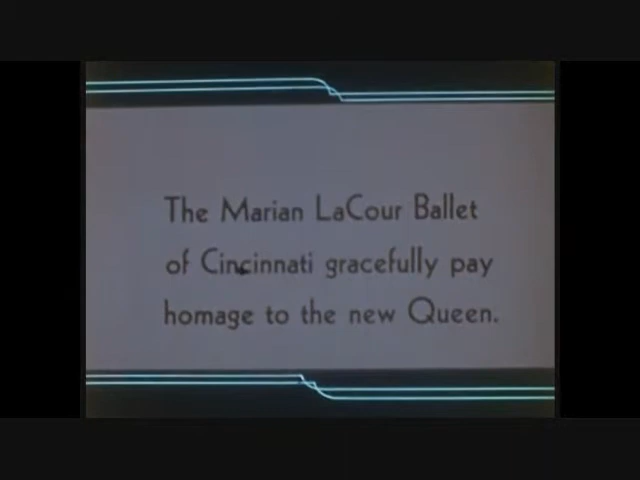 The Marian LaCour Ballet
of Cincinnati gracefully pay
homage to the new Queen.